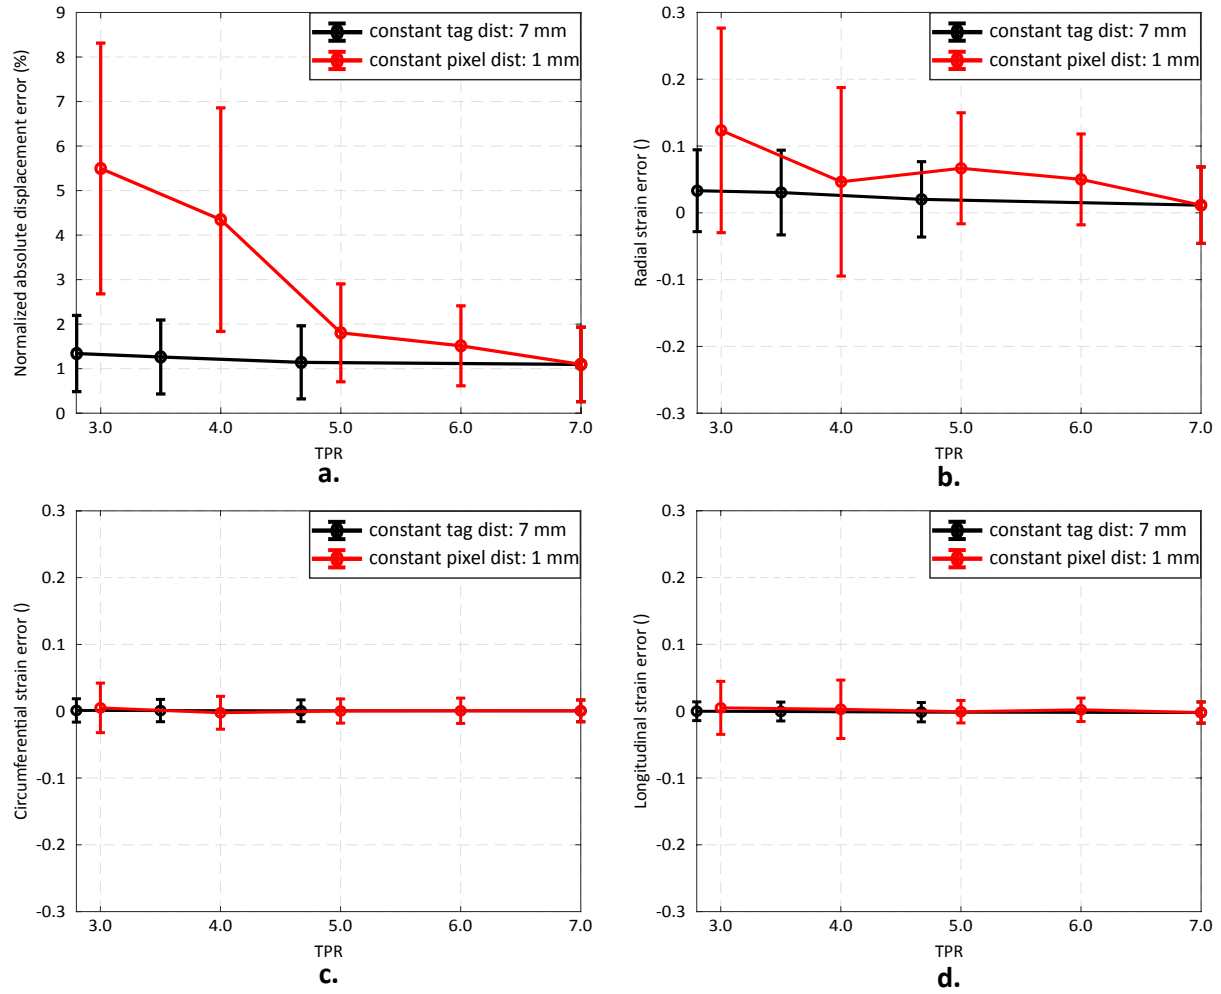 Normalized absolute displacement error (%)
9
8
7
6
5
4
3
2
1
0
3.0 4.0 5.0 6.0 7.0
TPR
constant tag dist: 7 mm
constant pixel dist: 1 mm
a.
Radial strain error ()
0.3
0.2
0.1
0
-0.1
-0.2
-0.3
3.0 4.0 5.0 6.0 7.0
TPR
constant tag dist: 7 mm
constant pixel dist: 1 mm
b.
Circumferential strain error ()
0.3
0.2
0.1
0
-0.1
-0.2
-0.3
3.0 4.0 5.0 6.0 7.0
TPR
constant tag dist: 7 mm
constant pixel dist: 1 mm
c.
Longitudinal strain error ()
0.3
0.2
0.1
0
-0.1
-0.2
-0.3
3.0 4.0 5.0 6.0 7.0
TPR
constant tag dist: 7 mm
constant pixel dist: 1 mm
d.